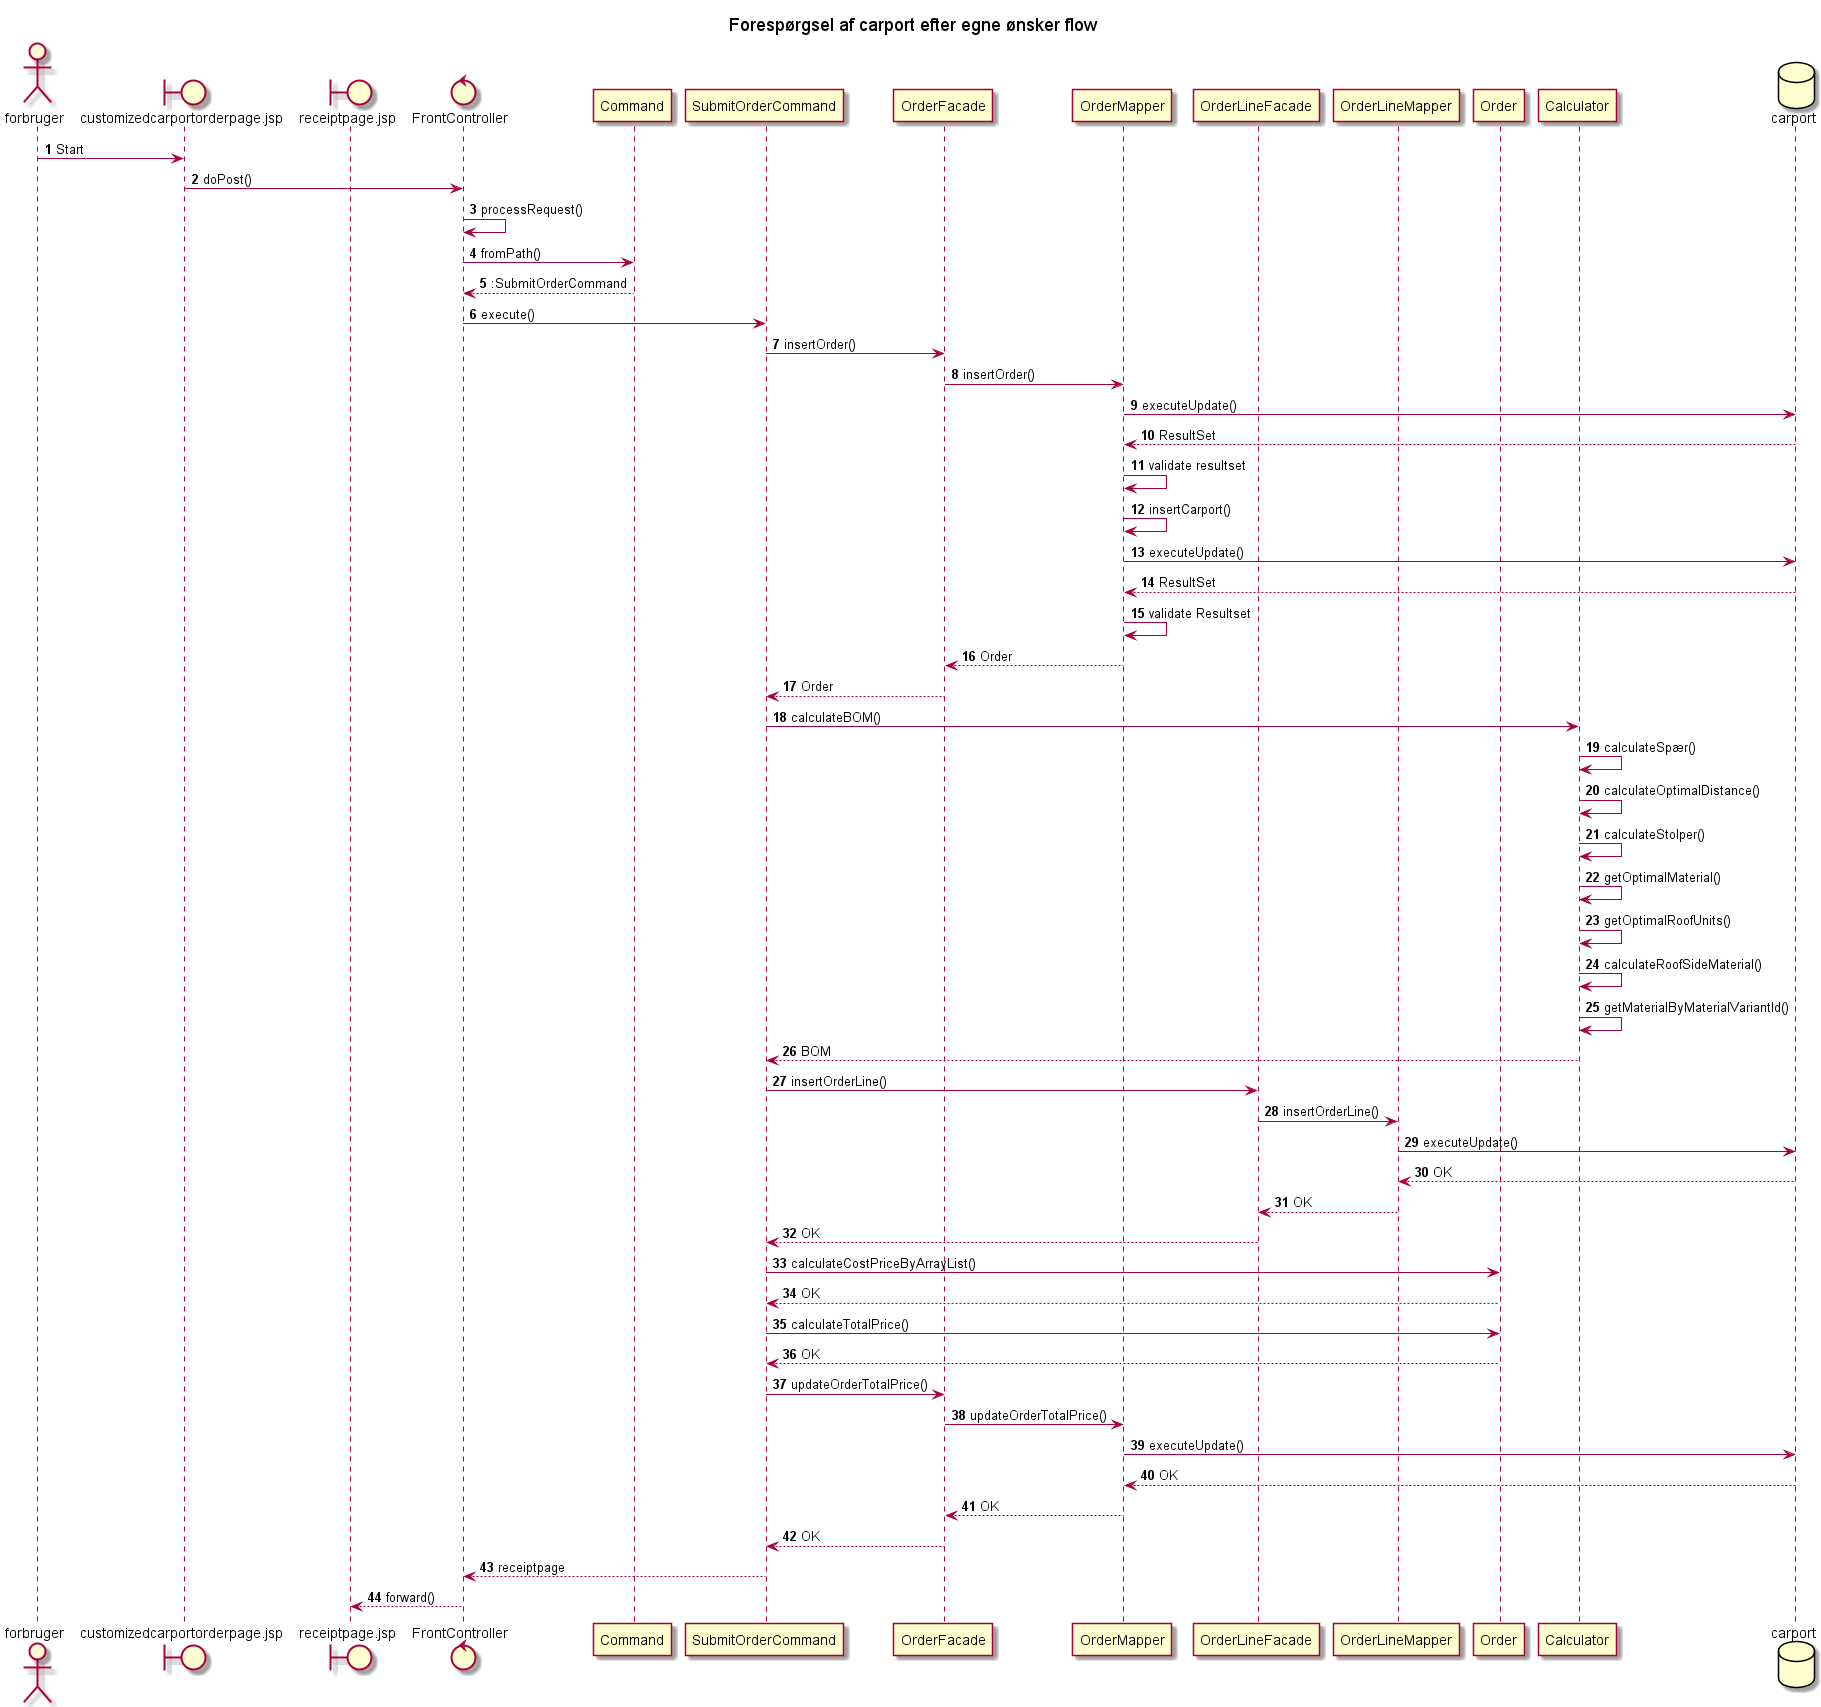 Forespørgsel af carport efter egne ønsker flow
forbruger
customizedcarportorderpage.jsp
receiptpage.jsp
FrontController
Command
SubmitOrderCommand
OrderFacade
OrderMapper
OrderLineFacade
OrderLineMapper
Order
Calculator
carport
1 Start
2 doPost()
3 processRequest()
4 fromPath()
5 :SubmitOrderCommand
6 execute()
7 insertOrder()
8 insertOrder()
9 executeUpdate()
10 ResultSet
11 validate resultset
12 insertCarport()
13 executeUpdate()
14 ResultSet
15 validate Resultset
16 Order
17 Order
18 calculateBOM()
19 calculateSpær()
20 calculateOptimalDistance()
21 calculateStolper()
22 getOptimalMaterial()
23 getOptimalRoofUnits()
24 calculateRoofSideMaterial()
25 getMaterialByMaterialVariantId()
26 BOM
27 insertOrderLine()
28 insertOrderLine()
29 executeUpdate()
30 OK
31 OK
32 OK
33 calculateCostPriceByArrayList()
34 OK
35 calculateTotalPrice()
36 OK
37 updateOrderTotalPrice()
38 updateOrderTotalPrice()
39 executeUpdate()
40 OK
41 OK
42 OK
43 receiptpage
44 forward()
forbruger
customizedcarportorderpage.jsp
receiptpage.jsp
FrontController
Command
SubmitOrderCommand
OrderFacade
OrderMapper
OrderLineFacade
OrderLineMapper
Order
Calculator
carport